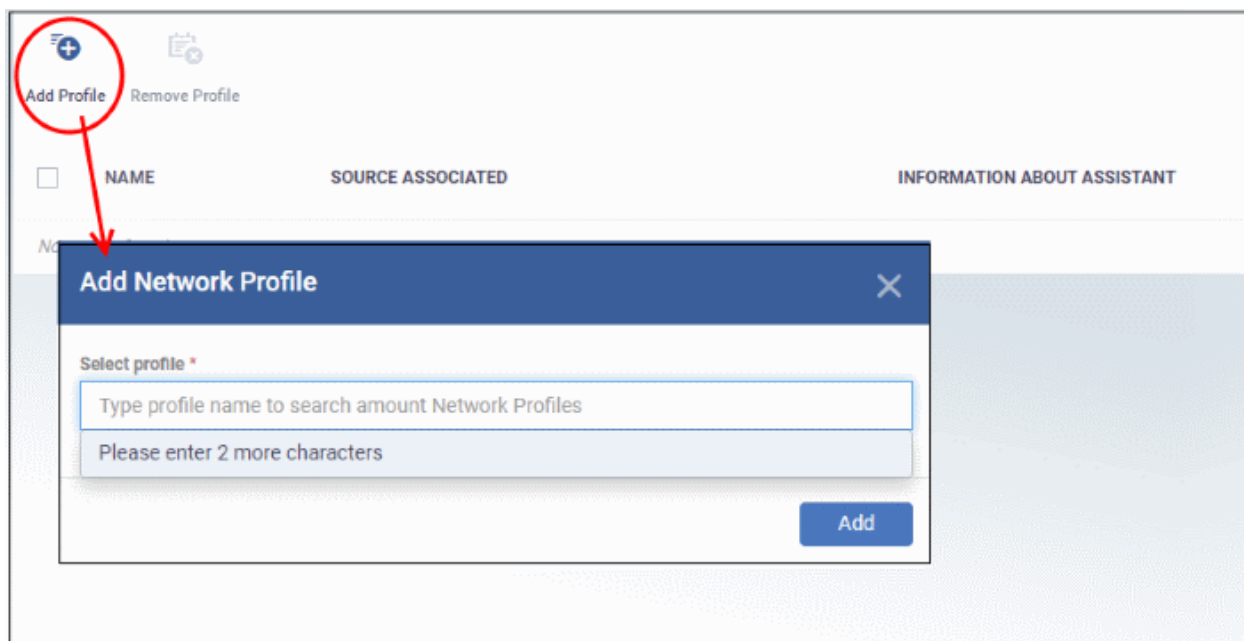 Add Profile Remove Profile
NAME SOURCE ASSOCIATED INFORMATION ABOUT ASSISTANT
Add Network Profile
Select profile *
Type profile name to search amount Network Profiles
Please enter 2 more characters
Add